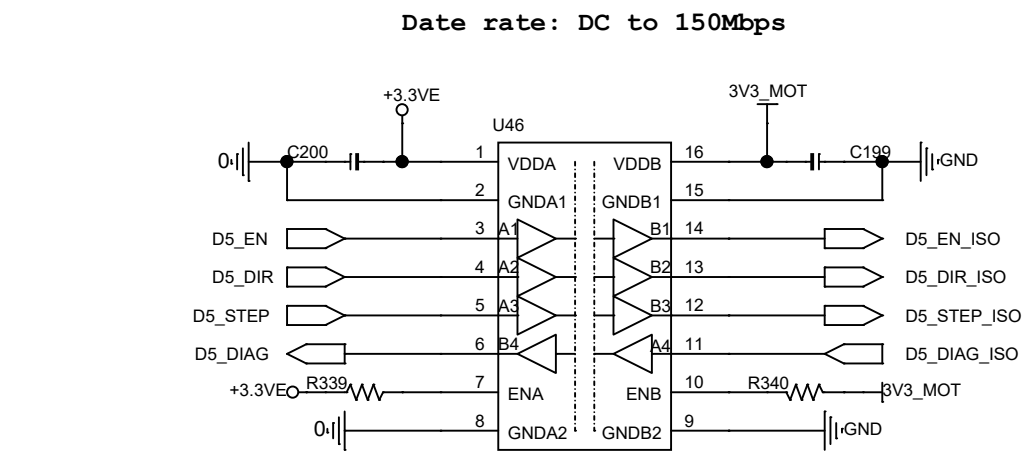 Date rate: DC to 150Mbps
+3.3VE
3V3_MOT
U46
0 C200 1 VDDA VDDB 16 C199 GND
2 GNDA1 GNDB1 15
D5_EN 3 A1 B1 14 D5_EN_ISO
D5_DIR 4 A2 B2 13 D5_DIR_ISO
D5_STEP 5 A3 B3 12 D5_STEP_ISO
D5_DIAG 6 B4 A4 11 D5_DIAG_ISO
+3.3VE R339 7 ENA ENB 10 R340 3V3_MOT
0 8 GNDA2 GNDB2 9 GND